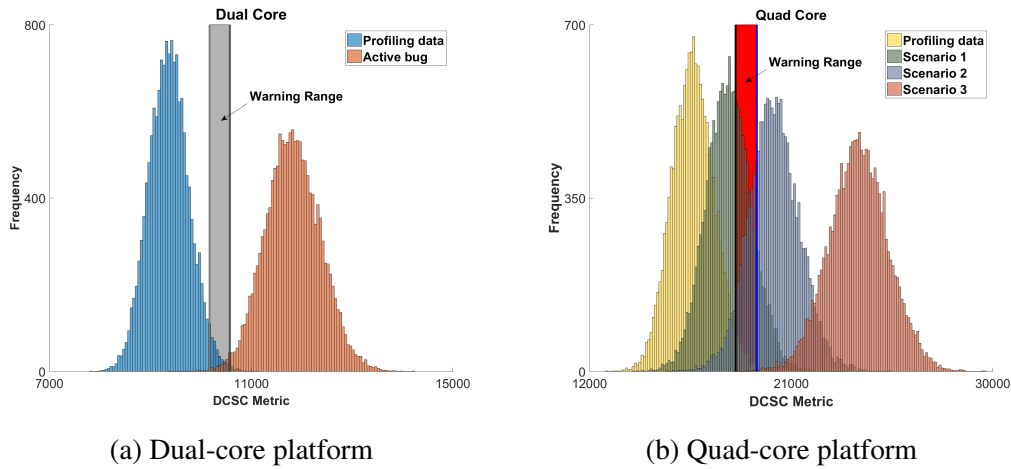 Dual Core
800
400
0
Frequency
7000
11000
15000
DCSC Metric
Profiling data
Active bug
Warning Range
(a) Dual-core platform
Quad Core
700
350
0
Frequency
12000
21000
30000
DCSC Metric
Profiling data
Scenario 1
Scenario 2
Scenario 3
Warning Range
(b) Quad-core platform